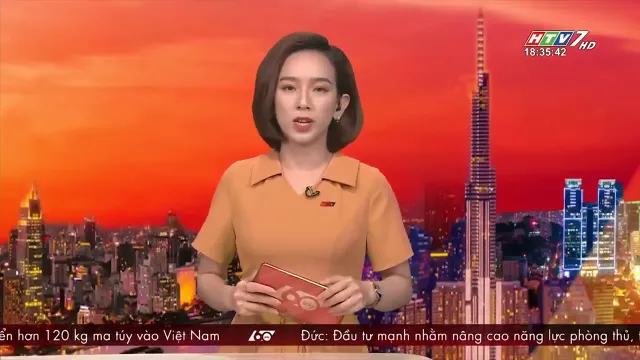 HTV7 HD
18:35:42
ển hơn 120 kg ma túy vào Việt Nam 60 Đức: Đầu tư mạnh nhằm nâng cao năng lực phòng thủ,